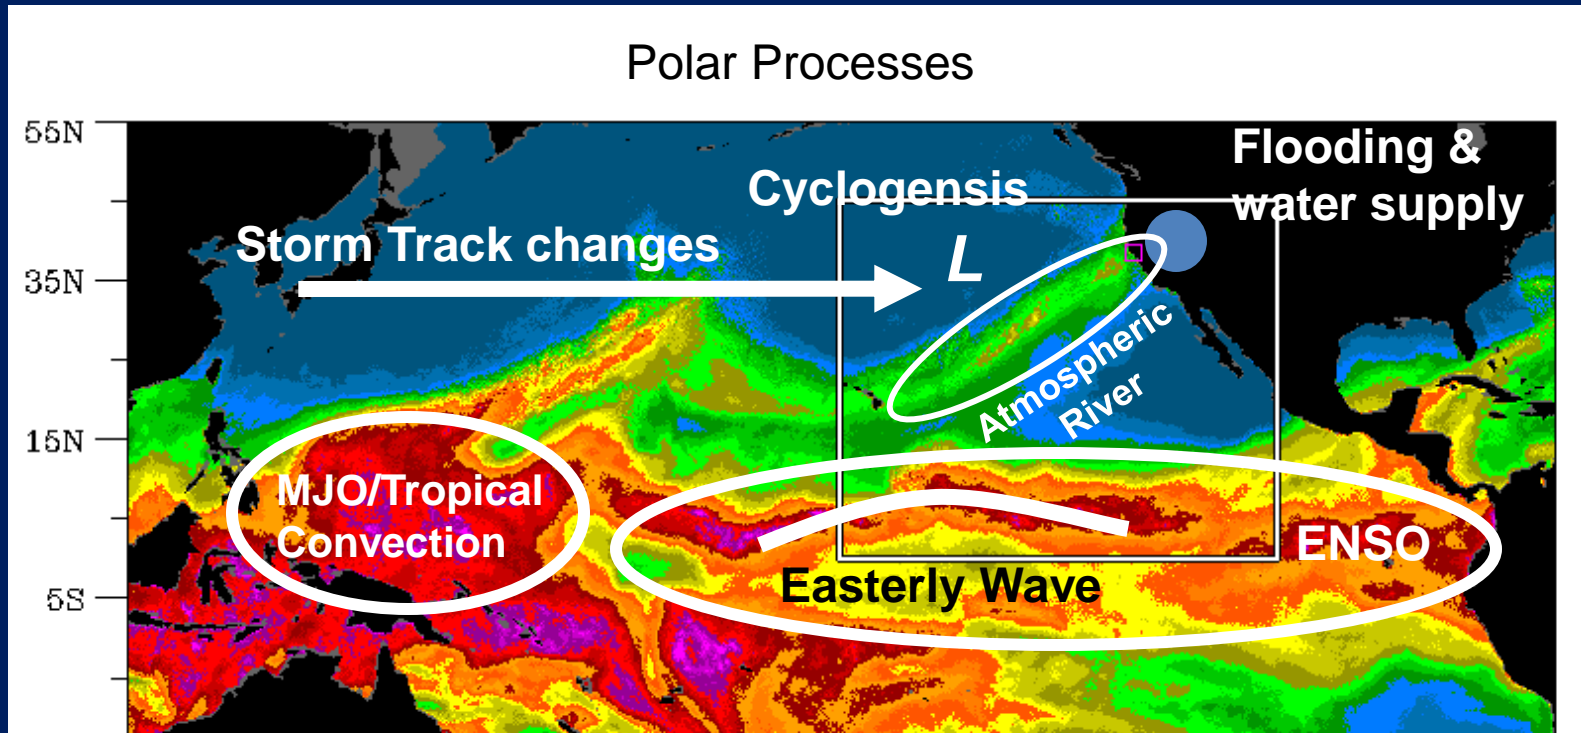 Polar Processes
55N
Flooding &
water supply
Cyclogensis
Storm Track changes
L
35N
Atmospheric
River
15N
MJO/Tropical
Convection
ENSO
Easterly Wave
5S